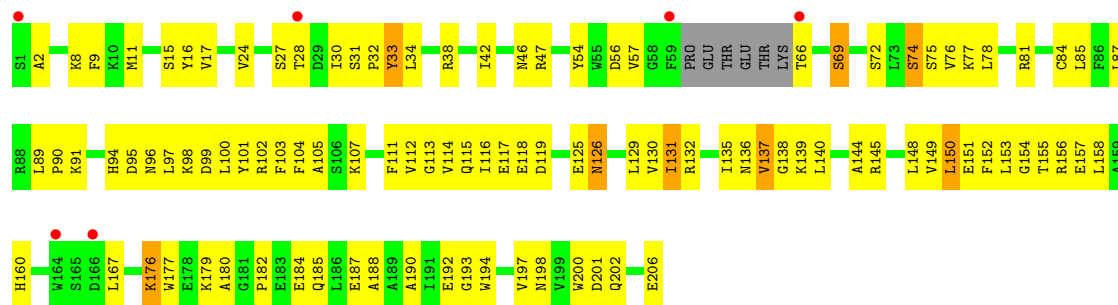 S1 A2 K8 F9 K10 M11 S15 Y16 V17 V24 S27 T28 D29 I30 S31 P32 Y33 L34 R38 I42 N46 R47 Y54 W55 D56 V57 G58 F59 PRO GLU THR GLU THR LYS T66 S69 S72 L73 S74 S75 V76 K77 L78 R81 C84 L85 F86 L87
R88 L89 P90 K91 H94 D95 N96 L97 K98 D99 L100 Y101 R102 F103 F104 A105 S106 K107 F111 V112 G113 V114 Q115 I116 E117 E118 D119 E125 N126 L129 V130 I131 R132 I135 N136 V137 G138 K139 L140 A144 R145 L148 V149 L150 E151 F152 L153 G154 T155 R156 E157 L158 A159
H160 W164 S165 D166 L167 K176 W177 E178 K179 A180 G181 P182 E183 E184 Q185 L186 E187 A188 A189 A190 I191 E192 G193 W194 V197 N198 V199 W200 D201 Q202 E206